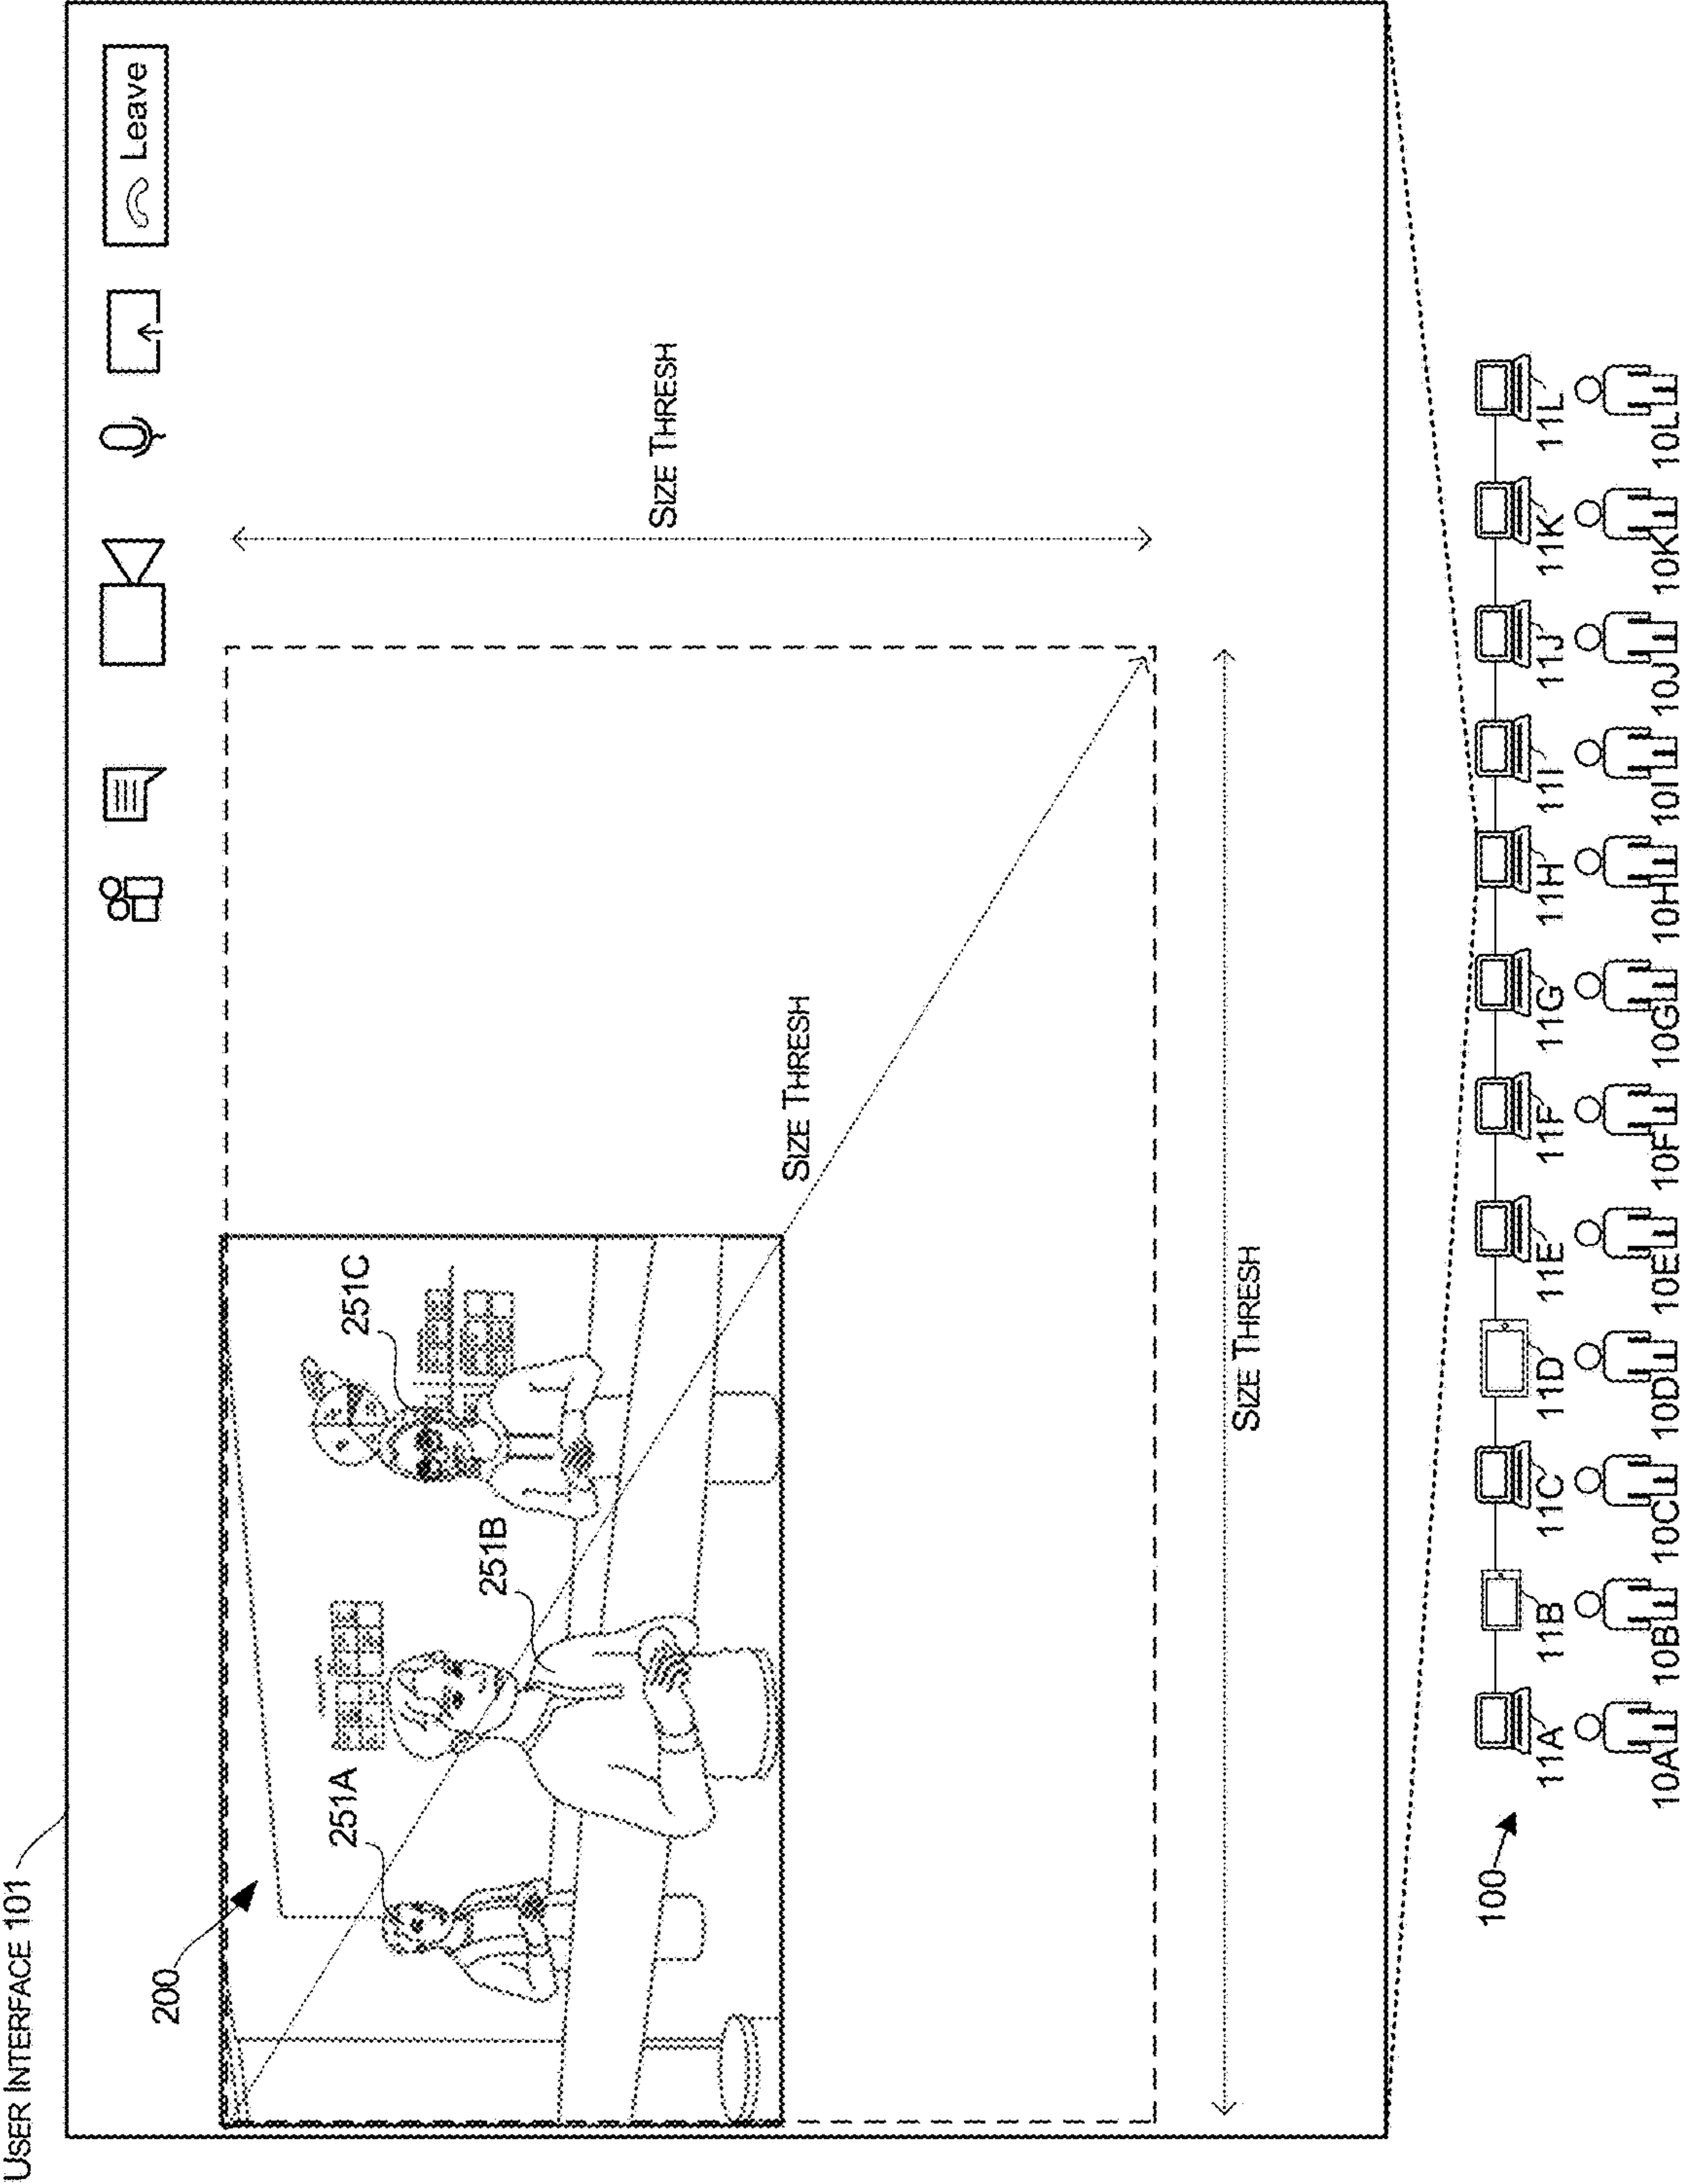 USER INTERFACE 101
Leave
200
251A
251B
251C
SIZE THRESH
SIZE THRESH
SIZE THRESH
100
11A 11B 11C 11D 11E 11F 11G 11H 11I 11J 11K 11L
10A 10B 10C 10D 10E 10F 10G 10H 10I 10J 10K 10L